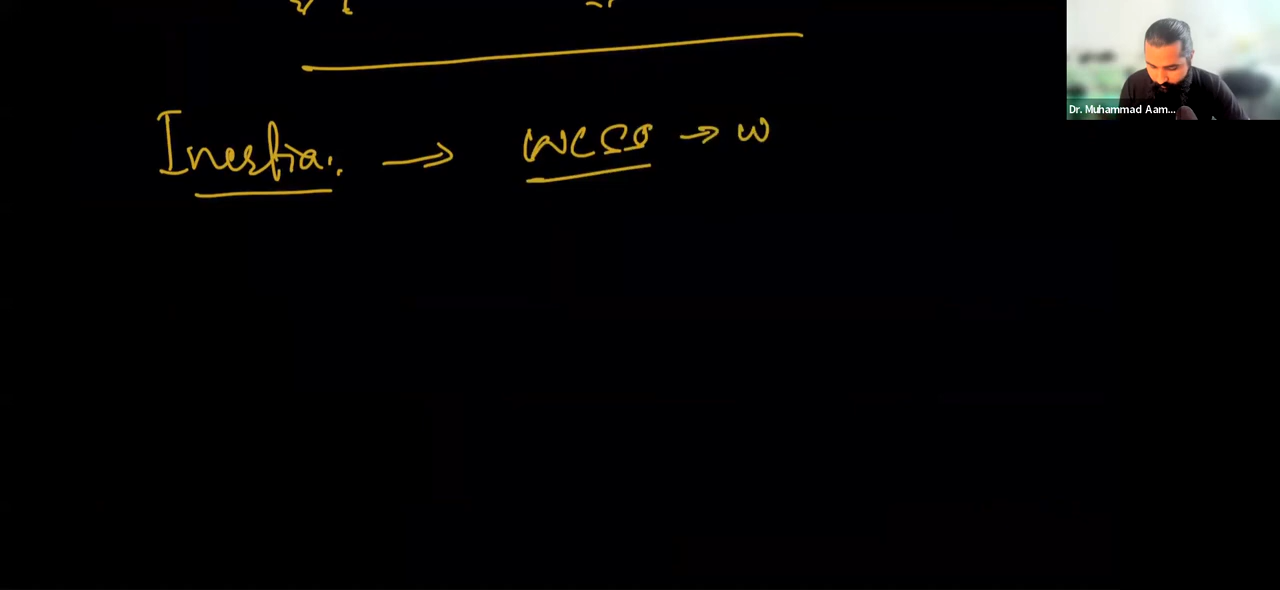 Inertia:. → WCSS → w
Dr. Muhammad Aam...